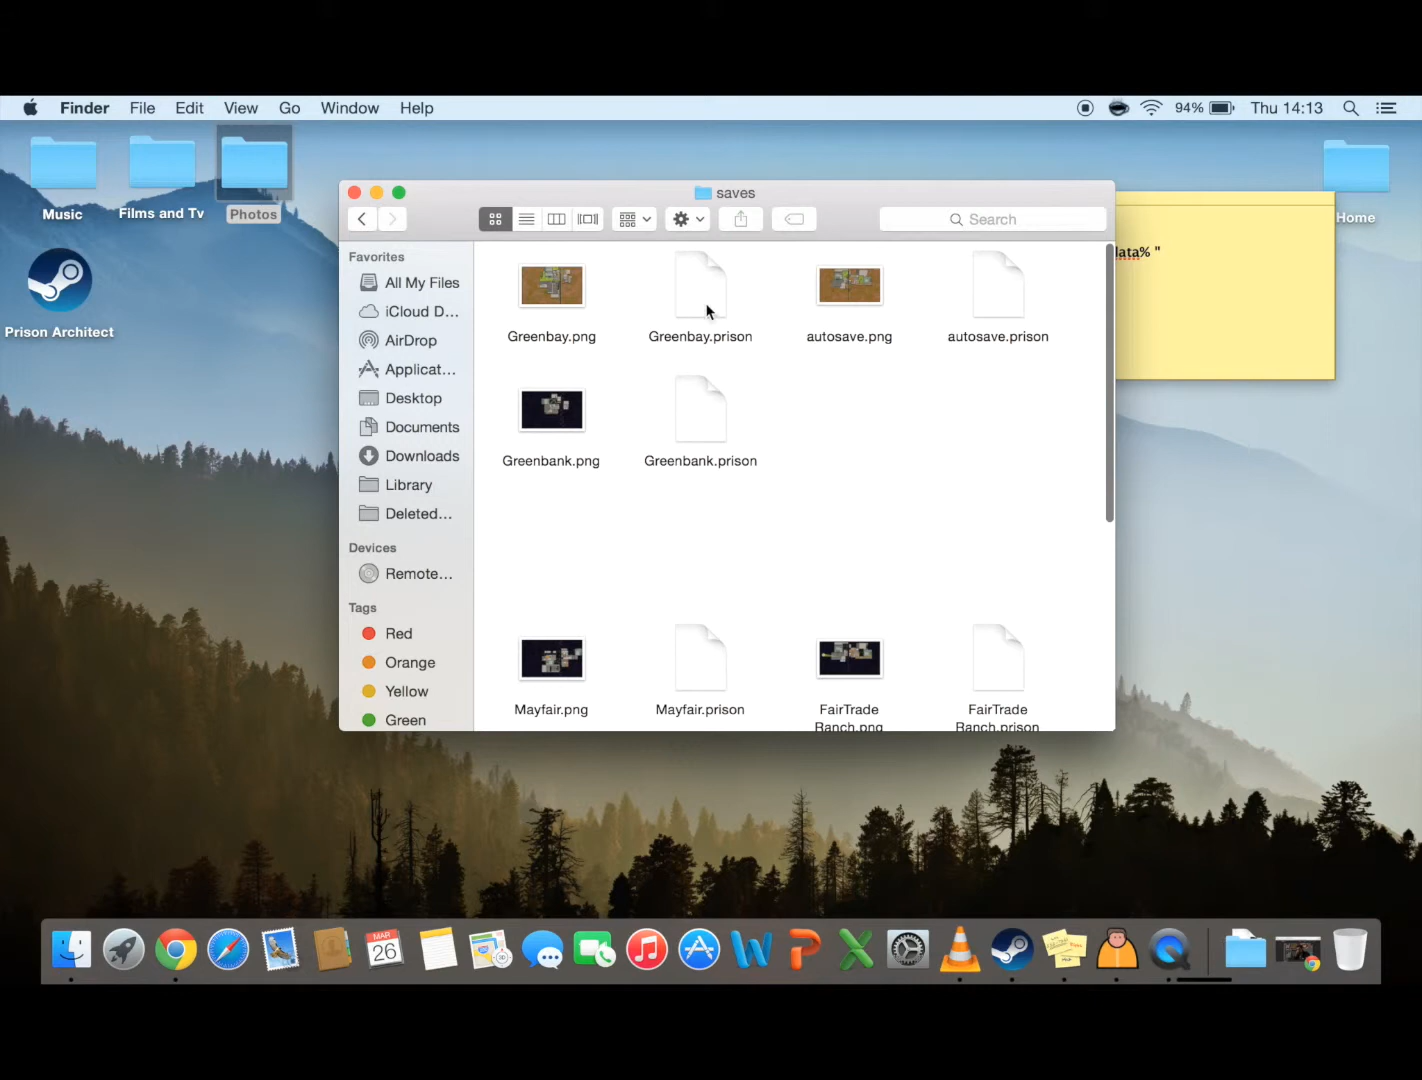 Finder File Edit View Go Window Help 94% Thu 14:13
Music
Films and Tv
Photos
Prison Architect
Home
lata% "
saves
Search
Favorites
All My Files
iCloud D...
AirDrop
Applicat...
Desktop
Documents
Downloads
Library
Deleted...
Devices
Remote...
Tags
Red
Orange
Yellow
Green
Greenbay.png Greenbay.prison autosave.png autosave.prison
Greenbank.png Greenbank.prison
Mayfair.png Mayfair.prison FairTrade FairTrade
Ranch.png Ranch.prison
MAR
26